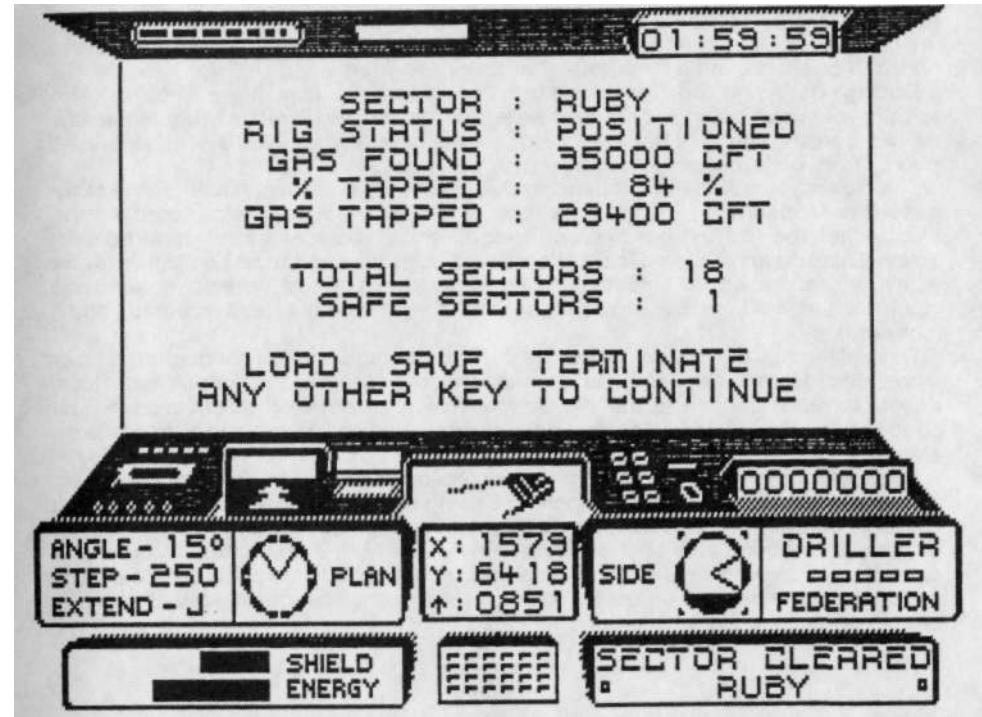 01:59:59
SECTOR : RUBY
RIG STATUS : POSIT ONED
GAS FOUND : 35000 CFT
% TAPPED 84 %
GAS TAPPED 29400 CFT
TOTAL SECTORS : 18
SAFE SECTORS : 1
LOAD SAVE TERMINATE
ANY OTHER KEY TO CONTINUE
0000000
ANGLE - 15°
STEP - 250
EXTEND -
PLAN
X: 1579
Y: 6418
↑: 0851
SIDE
DRILLER
FEDERATION
SHIELD
ENERGY
SECTOR CLEARED
RUBY